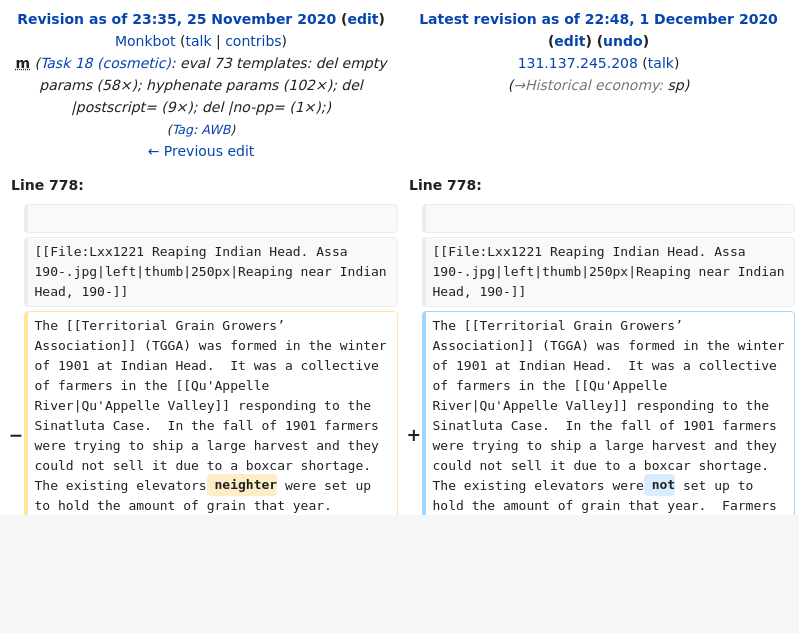 Revision as of 23:35, 25 November 2020 (edit)
Monkbot (talk | contribs)
m (Task 18 (cosmetic): eval 73 templates: del empty
params (58×); hyphenate params (102×); del
|postscript= (9×); del |no-pp= (1×);)
(Tag: AWB)
← Previous edit
Latest revision as of 22:48, 1 December 2020
(edit) (undo)
131.137.245.208 (talk)
(→Historical economy: sp)
Line 778:
[[File:Lxx1221 Reaping Indian Head. Assa
190-.jpg|left|thumb|250px|Reaping near Indian
Head, 190-]]
− The [[Territorial Grain Growers’
Association]] (TGGA) was formed in the winter
of 1901 at Indian Head.  It was a collective
of farmers in the [[Qu'Appelle
River|Qu'Appelle Valley]] responding to the
Sinatluta Case.  In the fall of 1901 farmers
were trying to ship a large harvest and they
could not sell it due to a boxcar shortage.
The existing elevators neighter were set up
to hold the amount of grain that year.
Line 778:
[[File:Lxx1221 Reaping Indian Head. Assa
190-.jpg|left|thumb|250px|Reaping near Indian
Head, 190-]]
+ The [[Territorial Grain Growers’
Association]] (TGGA) was formed in the winter
of 1901 at Indian Head.  It was a collective
of farmers in the [[Qu'Appelle
River|Qu'Appelle Valley]] responding to the
Sinatluta Case.  In the fall of 1901 farmers
were trying to ship a large harvest and they
could not sell it due to a boxcar shortage.
The existing elevators were not set up to
hold the amount of grain that year.  Farmers